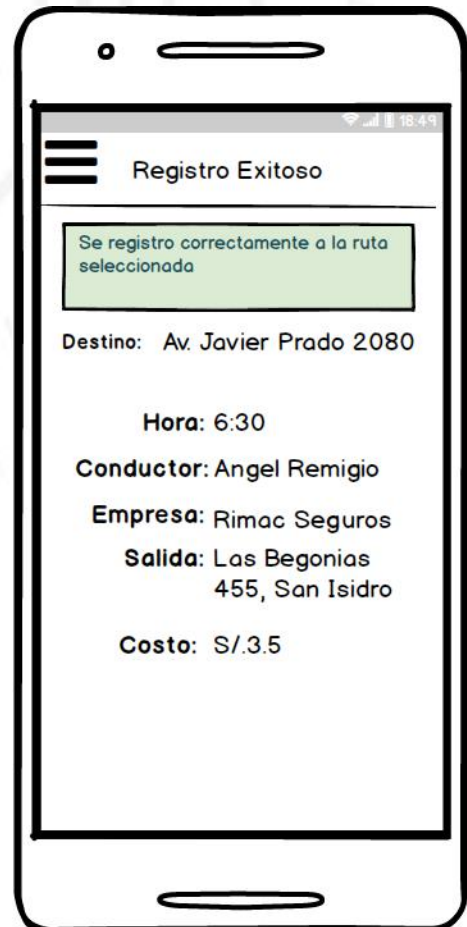 18:49
Registro Exitoso
Se registro correctamente a la ruta
seleccionada
Destino: Av. Javier Prado 2080
Hora: 6:30
Conductor: Angel Remigio
Empresa: Rimac Seguros
Salida: Las Begonias
455, San Isidro
Costo: S/.3.5